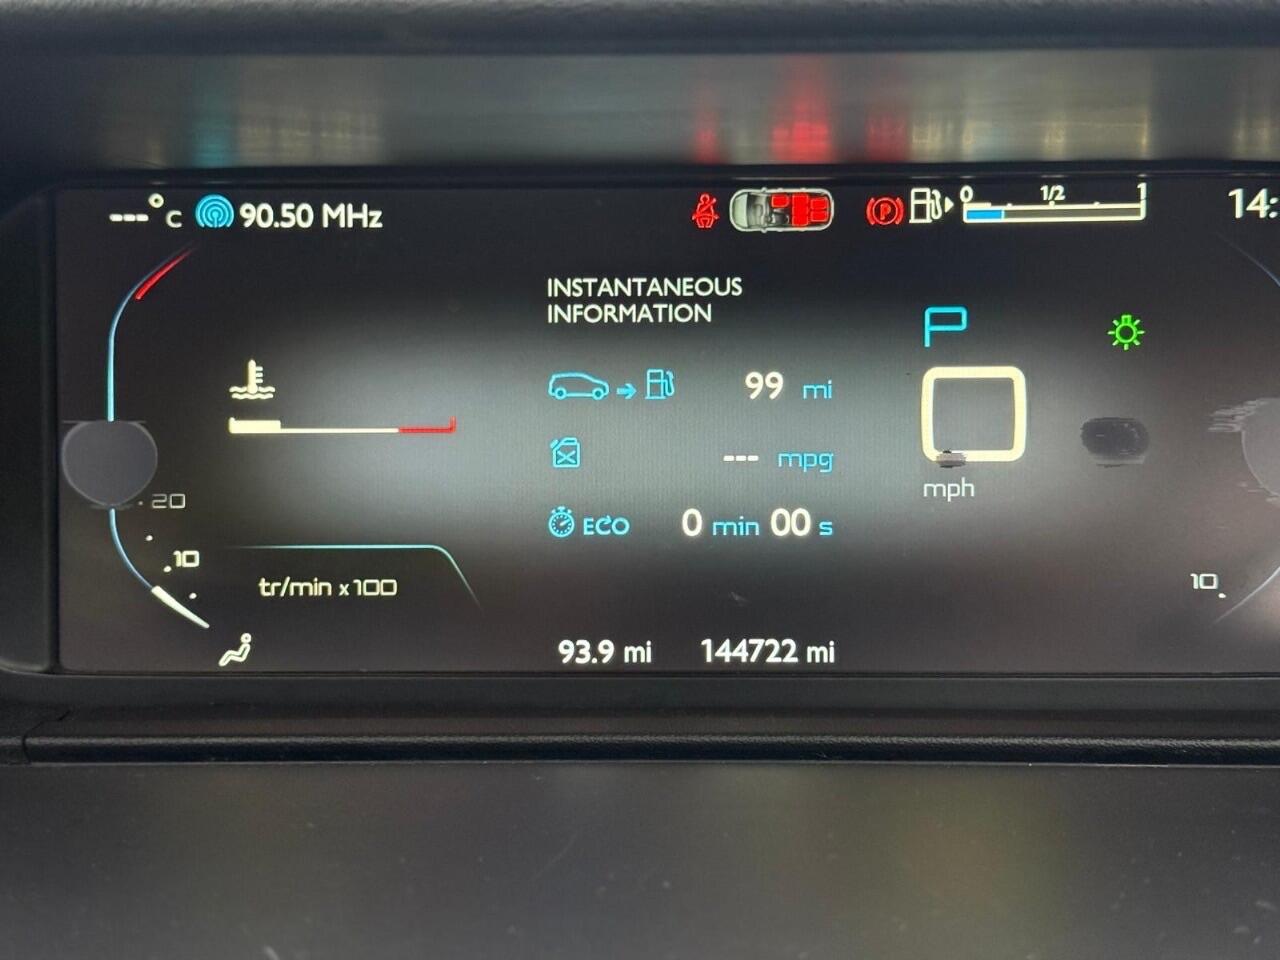 ---°C 90.50 MHz
P
0 1/2 1
14:
INSTANTANEOUS
INFORMATION
P
99 mi
--- mpg
0
mph
ECO 0 min 00 s
20
10
tr/min x100
10
93.9 mi 144722 mi